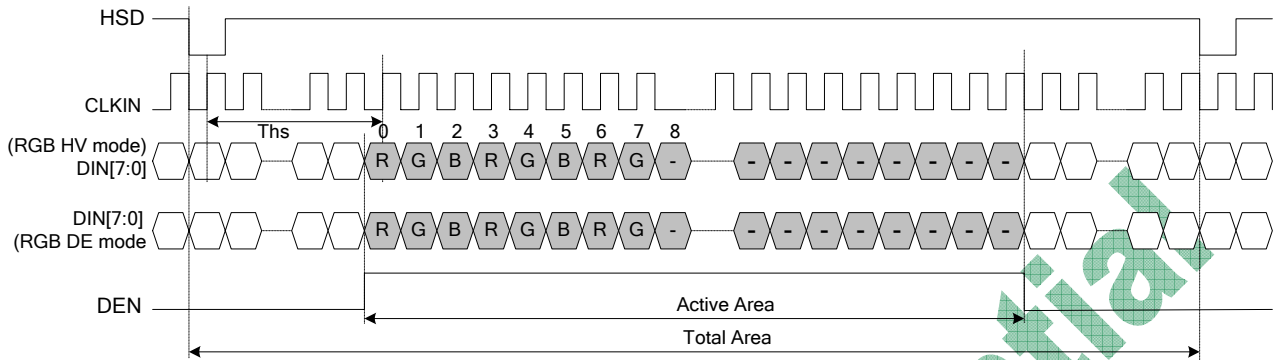 HSD
CLKIN
Ths
0 1 2 3 4 5 6 7 8
(RGB HV mode)
DIN[7:0]
R G B R G B R G - - - - - - - - -
DIN[7:0]
(RGB DE mode
R G B R G B R G - - - - - - - - -
DEN
Active Area
Total Area